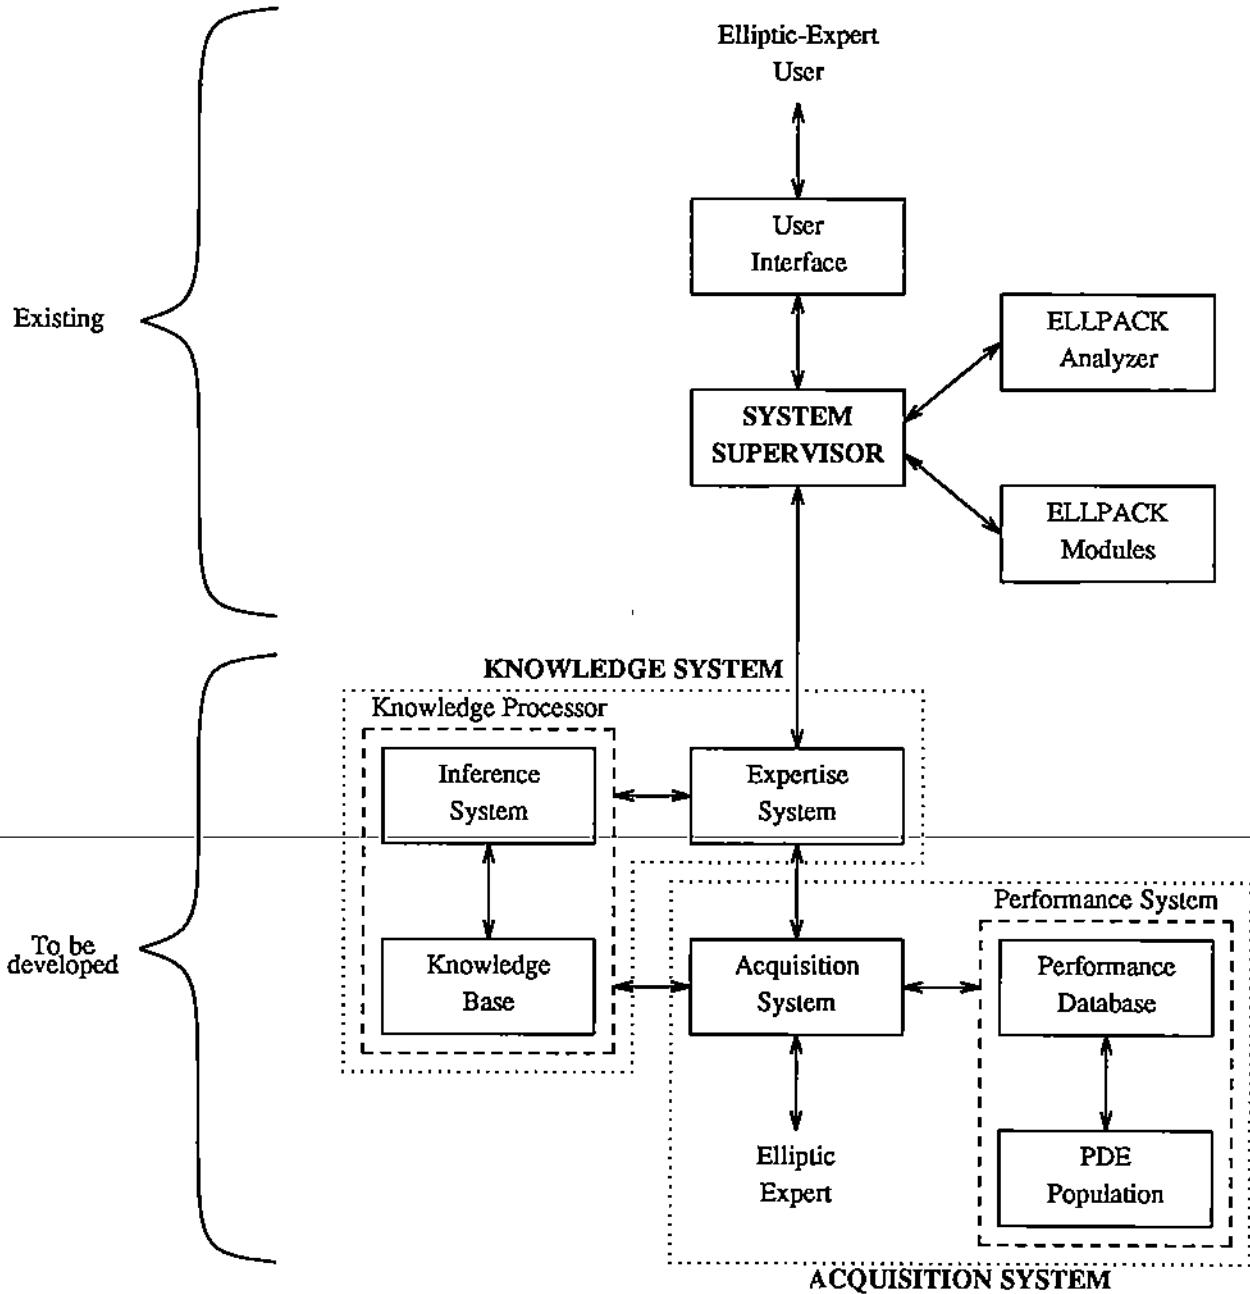 Elliptic-Expert
User
User
Interface
Existing
ELLPACK
Analyzer
SYSTEM
SUPERVISOR
ELLPACK
Modules
KNOWLEDGE SYSTEM
Knowledge Processor
Inference
System
Expertise
System
Performance System
To be
developed
Knowledge
Base
Acquisition
System
Performance
Database
Elliptic
Expert
PDE
Population
ACQUISITION SYSTEM